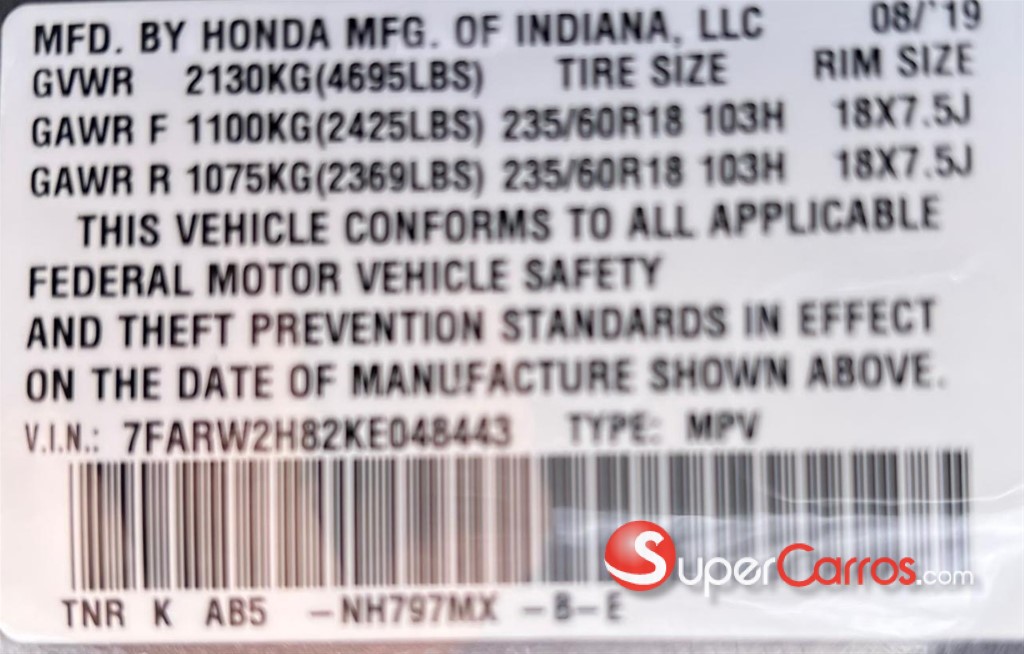 MFD. BY HONDA MFG. OF INDIANA, LLC 08/'19
GVWR 2130KG(4695LBS) TIRE SIZE RIM SIZE
GAWR F 1100KG(2425LBS) 235/60R18 103H 18X7.5J
GAWR R 1075KG(2369LBS) 235/60R18 103H 18X7.5J
THIS VEHICLE CONFORMS TO ALL APPLICABLE
FEDERAL MOTOR VEHICLE SAFETY
AND THEFT PREVENTION STANDARDS IN EFFECT
ON THE DATE OF MANUFACTURE SHOWN ABOVE.
V.I.N.: 7FARW2H82KE048443 TYPE: MPV
SUPERCARROS.com
TNR K AB5 -NH797MX -B-E